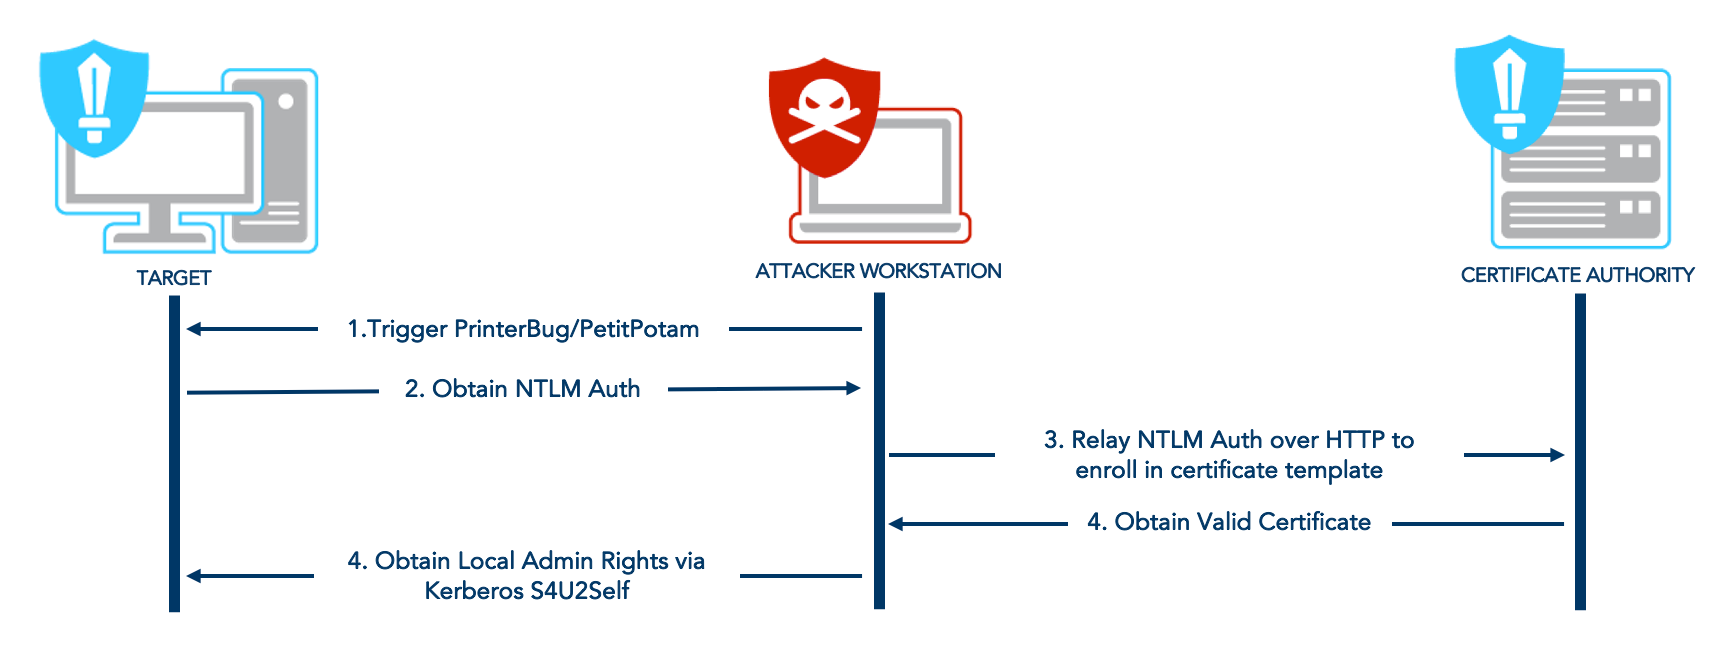 TARGET
ATTACKER WORKSTATION
CERTIFICATE AUTHORITY
1.Trigger PrinterBug/PetitPotam
2. Obtain NTLM Auth
3. Relay NTLM Auth over HTTP to
enroll in certificate template
4. Obtain Valid Certificate
4. Obtain Local Admin Rights via
Kerberos S4U2Self